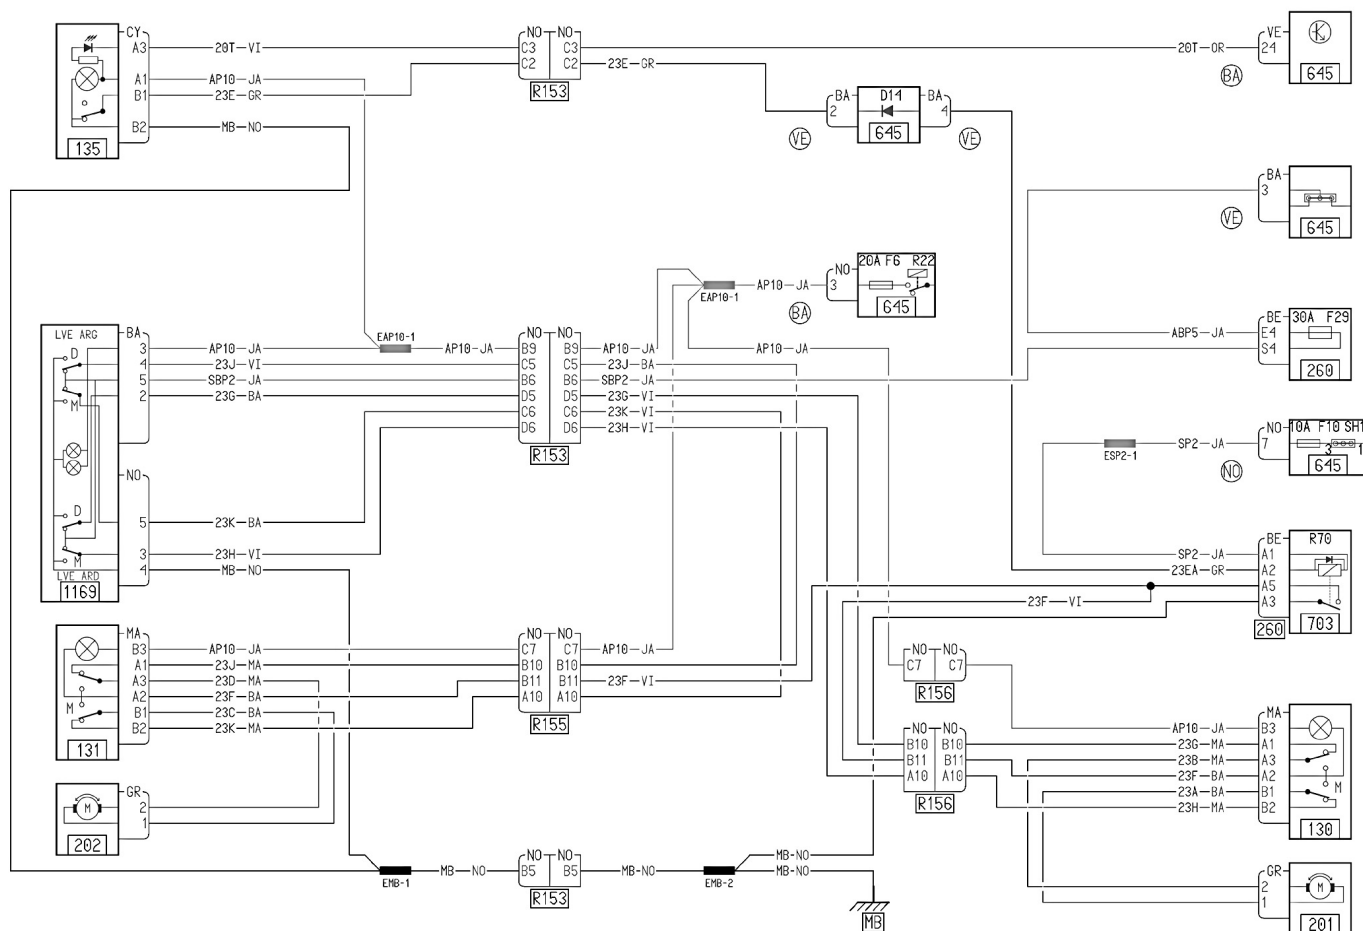 CY NO NO VE
A3 20T-VI C3 C3 20T-OR 24
C2 C2 23E-GR
A1 AP10-JA
B1 23E-GR
R153
BA 645
BA D14 BA
2 4
645
VE VE
B2 MB-NO
135
BA
3
VE 645
20A F6 R22
NO
3
AP10-JA
EAP10-1
BA 645
LVE ARG
BA
EAP10-1
NO NO
BE 30A F29
ABP5-JA E4
S4
260
3 AP10-JA AP10-JA B9 B9 AP10-JA AP10-JA
D
4 23J-VI C5 C5 23J-BA
5 SBP2-JA B6 B6 SBP2-JA
2 23G-BA D5 D5 23G-VI
M
C6 C6 23K-VI
D6 D6 23H-VI
R153
NO 10A F10 SH1
ESP2-1 SP2-JA 7
3 1
NO 645
NO
D
5 23K-BA
3 23H-VI
M
4 MB-NO
LVE ARD
1169
BE R70
SP2-JA A1
23EA-GR A2
A5
23F-VI A3
260 703
MA NO NO
B3 AP10-JA C7 C7 AP10-JA
A1 23J-MA B10 B10
A3 23D-MA B11 B11 23F-VI
A2 23F-BA A10 A10
M
B1 23C-BA
B2 23K-MA
131
R155
NO NO
C7 C7
R156
MA
AP10-JA B3
NO NO
B10 B10 23G-MA A1
B11 B11 23B-MA A3
A10 A10 23F-BA A2
R156
23A-BA B1
M
23H-MA B2
130
GR
2
M
1
202
NO NO
MB-NO
EMB-1 MB-NO B5 B5 MB-NO EMB-2 MB-NO
R153
MB
GR
2
M
1
201